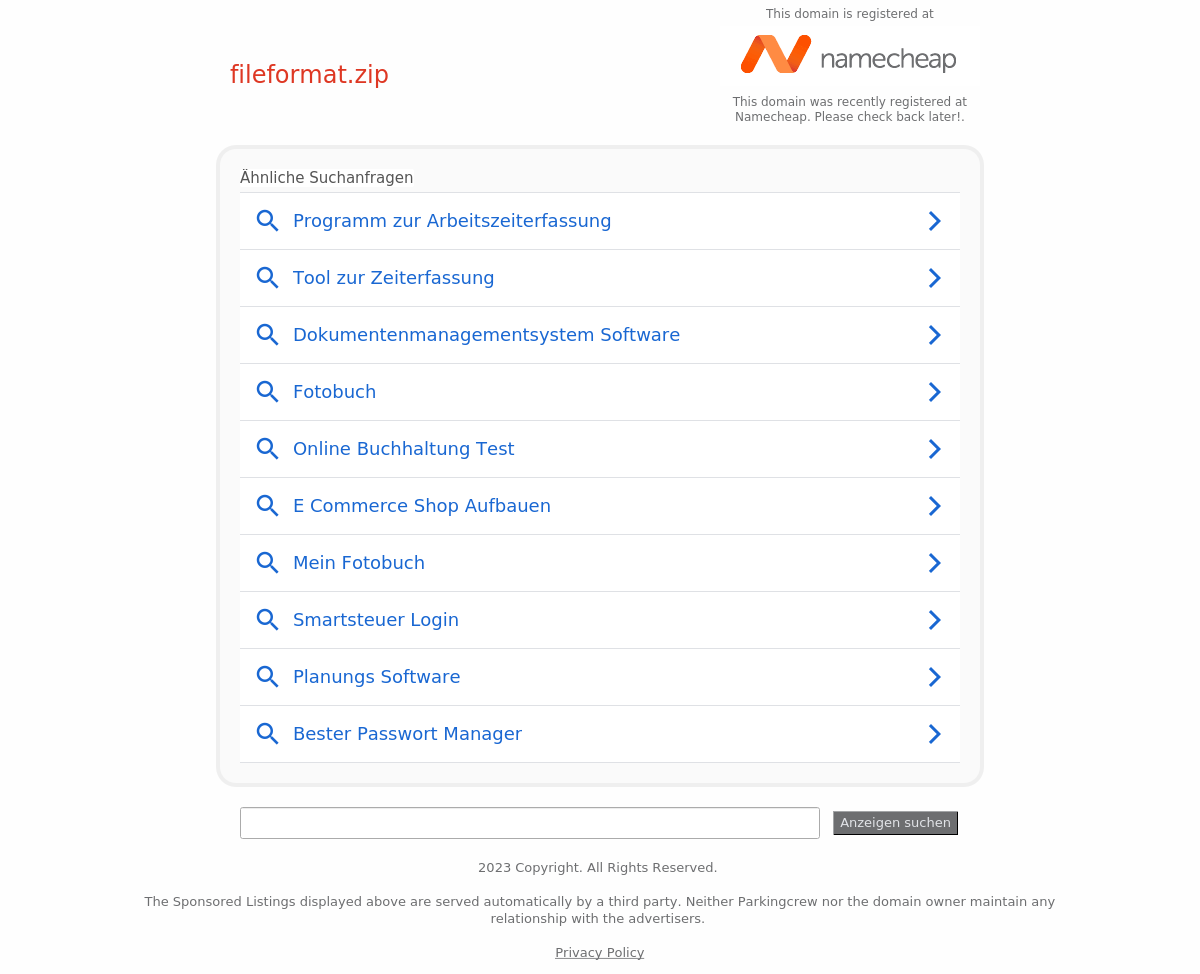 This domain is registered at
namecheap
fileformat.zip
This domain was recently registered at
Namecheap. Please check back later!.
Ähnliche Suchanfragen
Programm zur Arbeitszeiterfassung
Tool zur Zeiterfassung
Dokumentenmanagementsystem Software
Fotobuch
Online Buchhaltung Test
E Commerce Shop Aufbauen
Mein Fotobuch
Smartsteuer Login
Planungs Software
Bester Passwort Manager
Anzeigen suchen
2023 Copyright. All Rights Reserved.
The Sponsored Listings displayed above are served automatically by a third party. Neither Parkingcrew nor the domain owner maintain any
relationship with the advertisers.
Privacy Policy